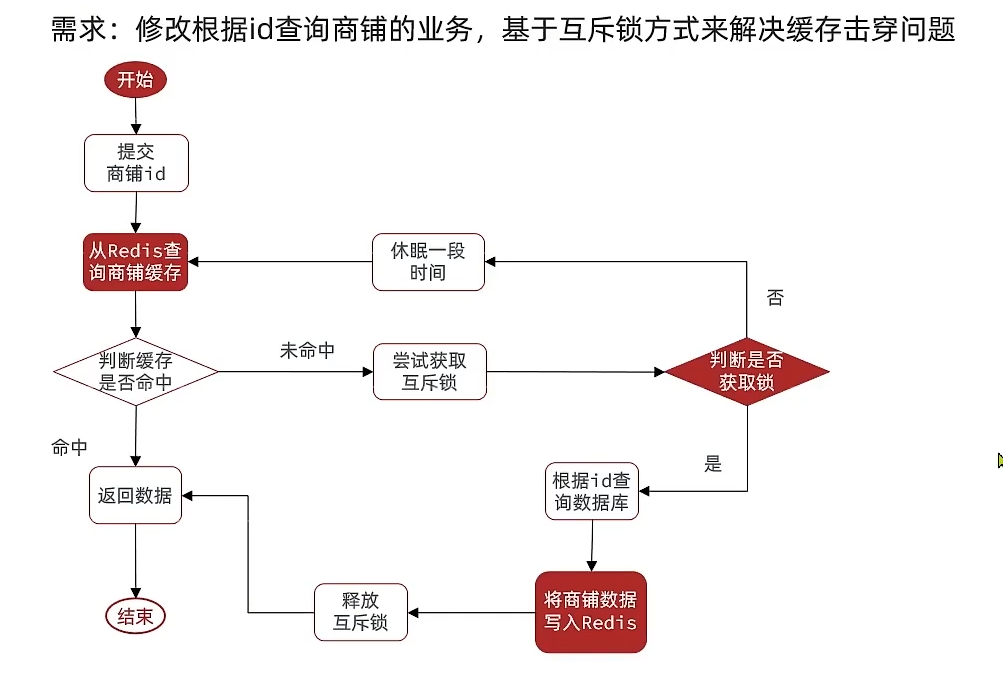 需求：修改根据id查询商铺的业务，基于互斥锁方式来解决缓存击穿问题
开始
提交
商铺id
从Redis查
询商铺缓存
休眠一段
时间
否
判断缓存
是否命中
未命中
尝试获取
互斥锁
判断是否
获取锁
命中
是
返回数据
根据id查
询数据库
结束
释放
互斥锁
将商铺数据
写入Redis